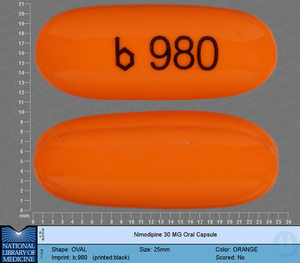 b 980
mm
Nimodipine 30 MG Oral Capsule
NATIONAL
LIBRARY OF
MEDICINE
Shape: OVAL
Size: 25mm
Color: ORANGE
Imprint: b;980 (printed:black)
Scored: No